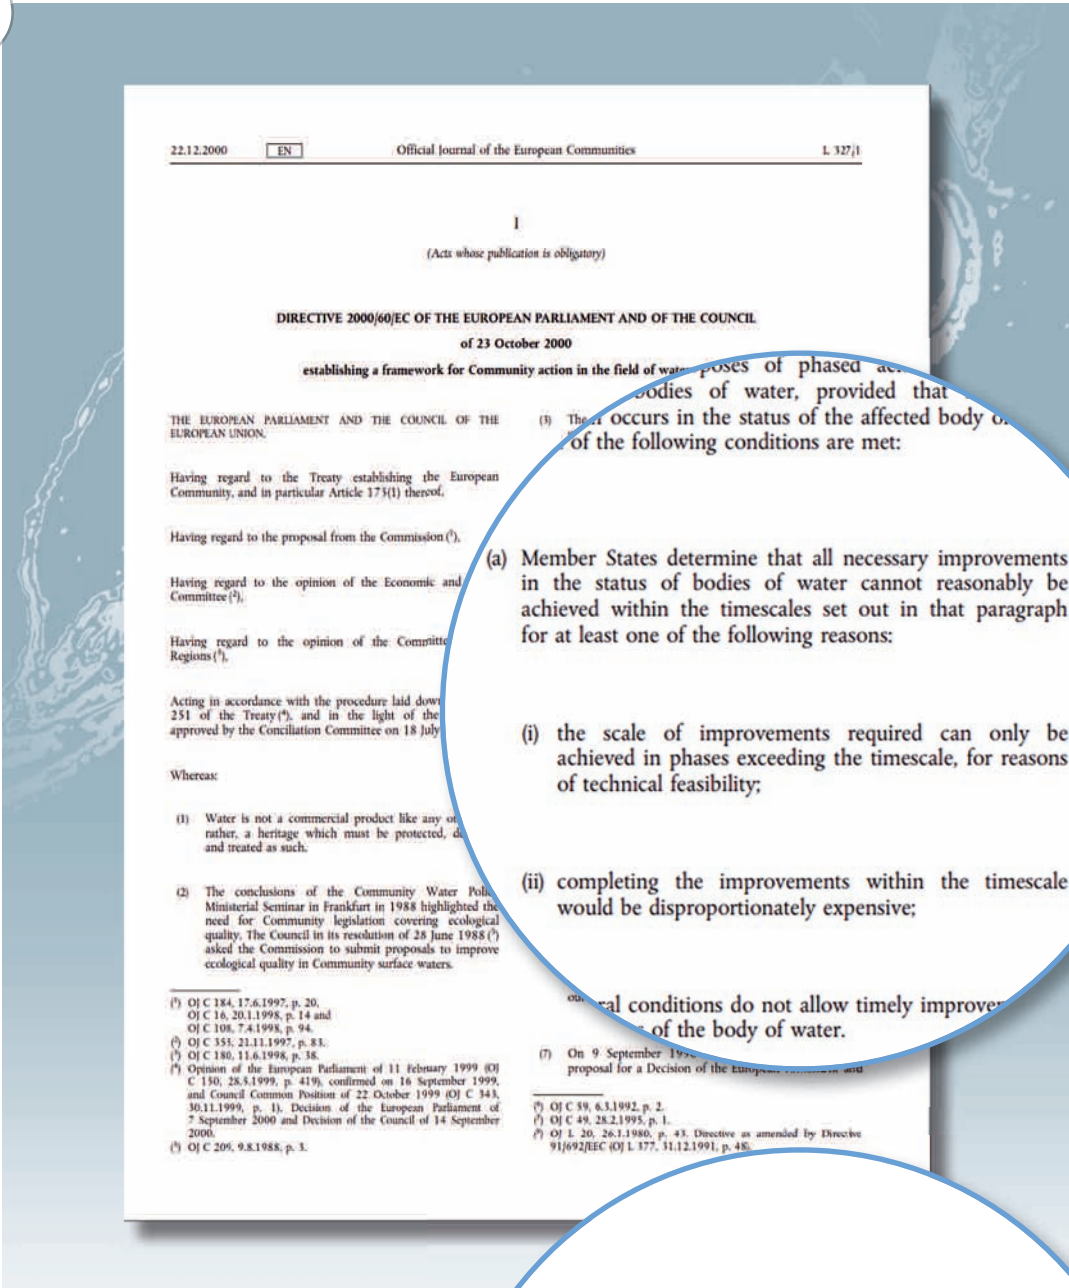 22.12.2000 EN Official Journal of the European Communities L 327/1
I
(Acts whose publication is obligatory)
DIRECTIVE 2000/60/EC OF THE EUROPEAN PARLIAMENT AND OF THE COUNCIL
of 23 October 2000
establishing a framework for Community action in the field of water
THE EUROPEAN PARLIAMENT AND THE COUNCIL OF THE
EUROPEAN UNION,
Having regard to the Treaty establishing the European
Community, and in particular Article 175(1) thereof,
Having regard to the proposal from the Commission (¹),
Having regard to the opinion of the Economic and
Committee (²),
Having regard to the opinion of the
Regions (³),
Acting in accordance with the procedure laid down
251 of the Treaty (⁴), and in the light of the
approved by the Conciliation Committee on 18 July
Whereas:
(1) Water is not a commercial product like any
rather, a heritage which must be protected,
and treated as such.
(2) The conclusions of the Community Water
Ministerial Seminar in Frankfurt in 1988 highlighted the
need for Community legislation covering ecological
quality. The Council in its resolution of 28 June 1988 (⁵)
asked the Commission to submit proposals to improve
ecological quality in Community surface waters.
(¹) OJ C 184, 17.6.1997, p. 20,
OJ C 16, 20.1.1998, p. 14 and
OJ C 108, 7.4.1998, p. 94.
(²) OJ C 355, 21.11.1997, p. 83.
(³) OJ C 180, 11.6.1998, p. 38.
(⁴) Opinion of the European Parliament of 11 February 1999 (OJ
C 150, 28.5.1999, p. 419), confirmed on 16 September 1999,
and Council Common Position of 22 October 1999 (OJ C 343,
30.11.1999, p. 1). Decision of the European Parliament of
7 September 2000 and Decision of the Council of 14 September
2000.
(⁵) OJ C 209, 9.8.1988, p. 3.
(3) The
of phased
bodies of water, provided that
occurs in the status of the affected body
of the following conditions are met:
(a) Member States determine that all necessary improvements
in the status of bodies of water cannot reasonably be
achieved within the timescales set out in that paragraph
for at least one of the following reasons:
(i) the scale of improvements required can only be
achieved in phases exceeding the timescale, for reasons
of technical feasibility;
(ii) completing the improvements within the timescale
would be disproportionately expensive;
conditions do not allow timely
of the body of water.
(7) On 9 September
proposal for a Decision of the
(⁶) OJ C 59, 6.3.1992, p. 2.
(⁷) OJ C 49, 28.2.1995, p. 1.
(⁸) OJ L 20, 26.1.1980, p. 43. Directive as amended by Directive
91/692/EEC (OJ L 377, 31.12.1991, p. 48).